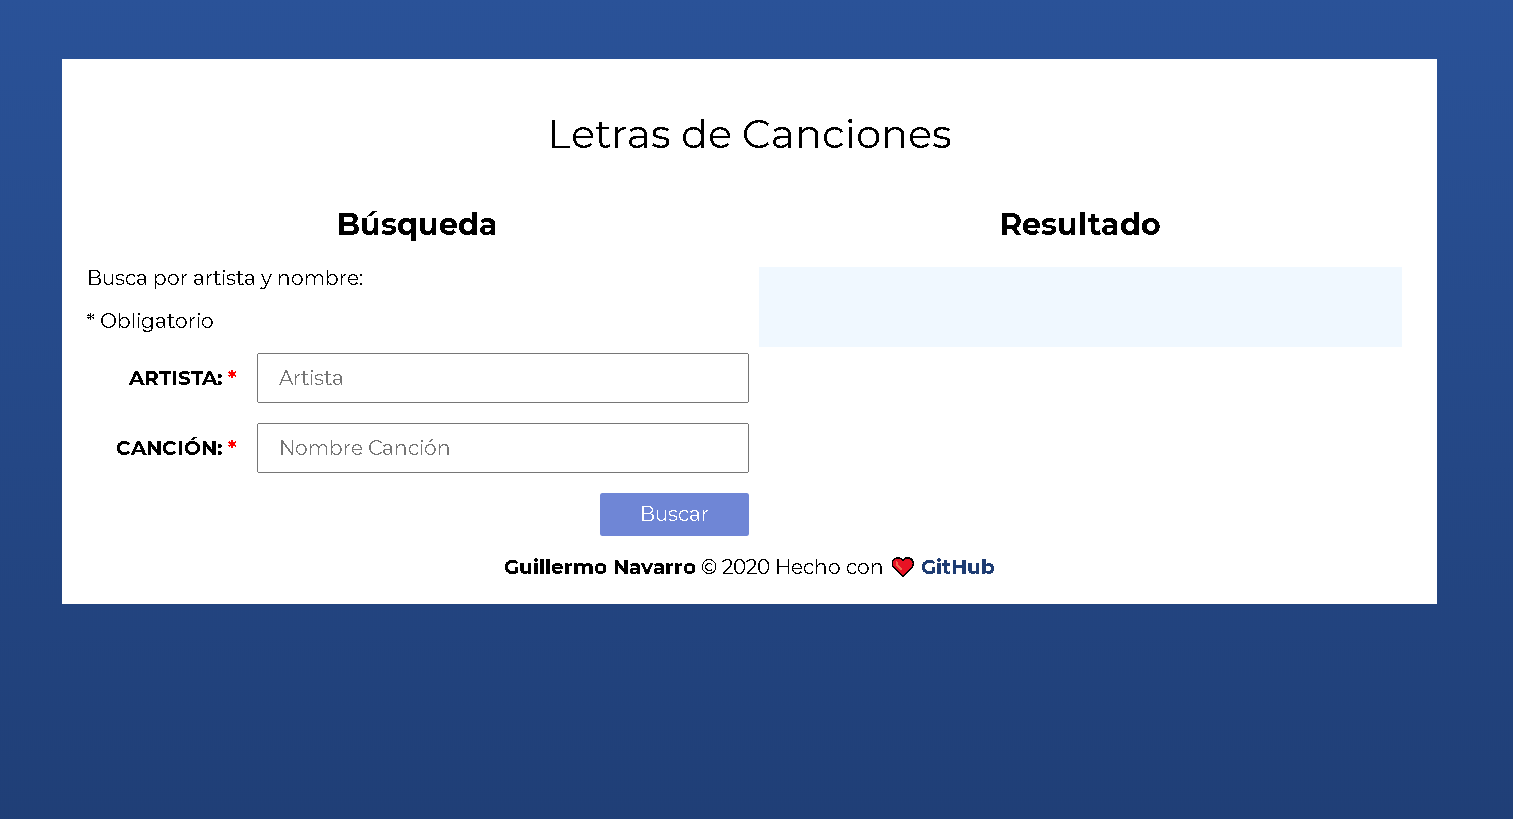 Letras de Canciones
Búsqueda
Busca por artista y nombre:
* Obligatorio
ARTISTA: *
Artista
CANCIÓN: *
Nombre Canción
Buscar
Resultado
Guillermo Navarro © 2020 Hecho con ❤ GitHub